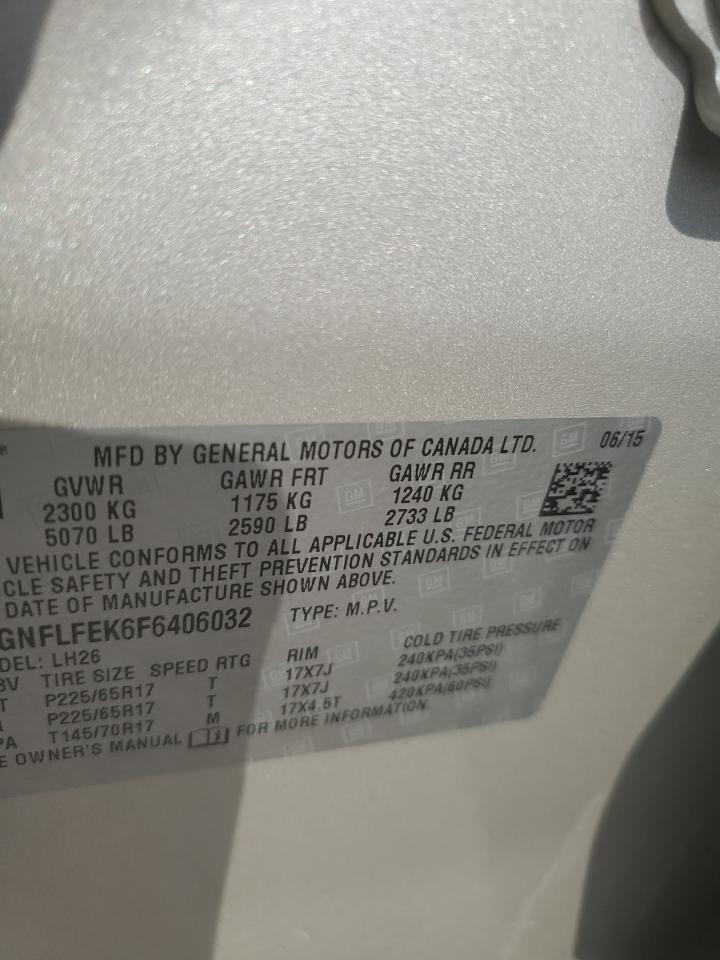 MFD BY GENERAL MOTORS OF CANADA LTD. 06/15
GVWR GAWR FRT GAWR RR
2300 KG 1175 KG 1240 KG
5070 LB 2590 LB 2733 LB
VEHICLE CONFORMS TO ALL APPLICABLE U.S. FEDERAL MOTOR
CLE SAFETY AND THEFT PREVENTION STANDARDS IN EFFECT ON
DATE OF MANUFACTURE SHOWN ABOVE.
GNFLFEK6F6406032 TYPE: M.P.V.
DEL: LH26
TIRE SIZE SPEED RTG RIM COLD TIRE PRESSURE
T P225/65R17 T 17X7J 240KPA(35PSI)
P225/65R17 T 17X7J 240KPA(35PSI)
PA T145/70R17 M 17X4.5T 420KPA(60PSI)
E OWNER'S MANUAL FOR MORE INFORMATION.